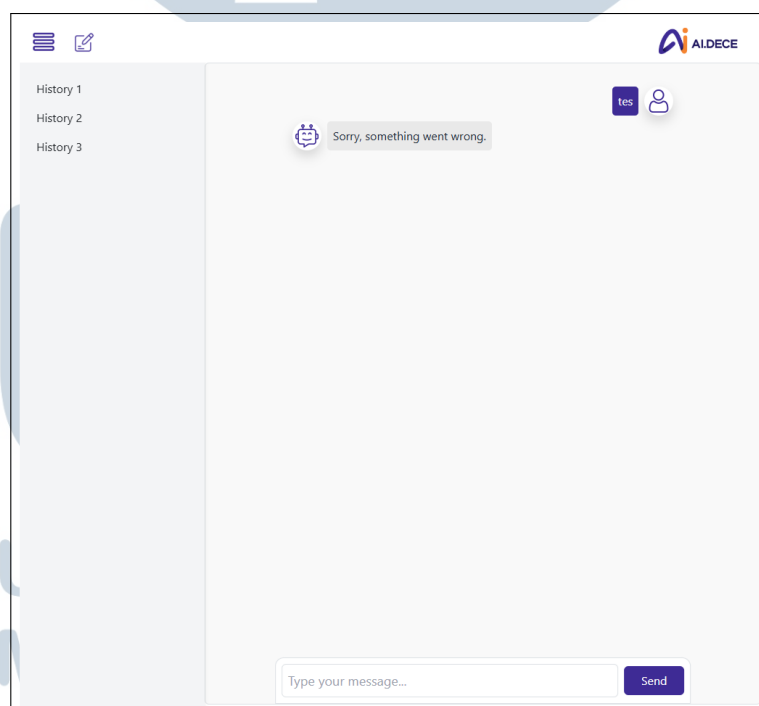 AI.DECE
History 1
History 2
History 3
tes
Sorry, something went wrong.
Type your message...
Send